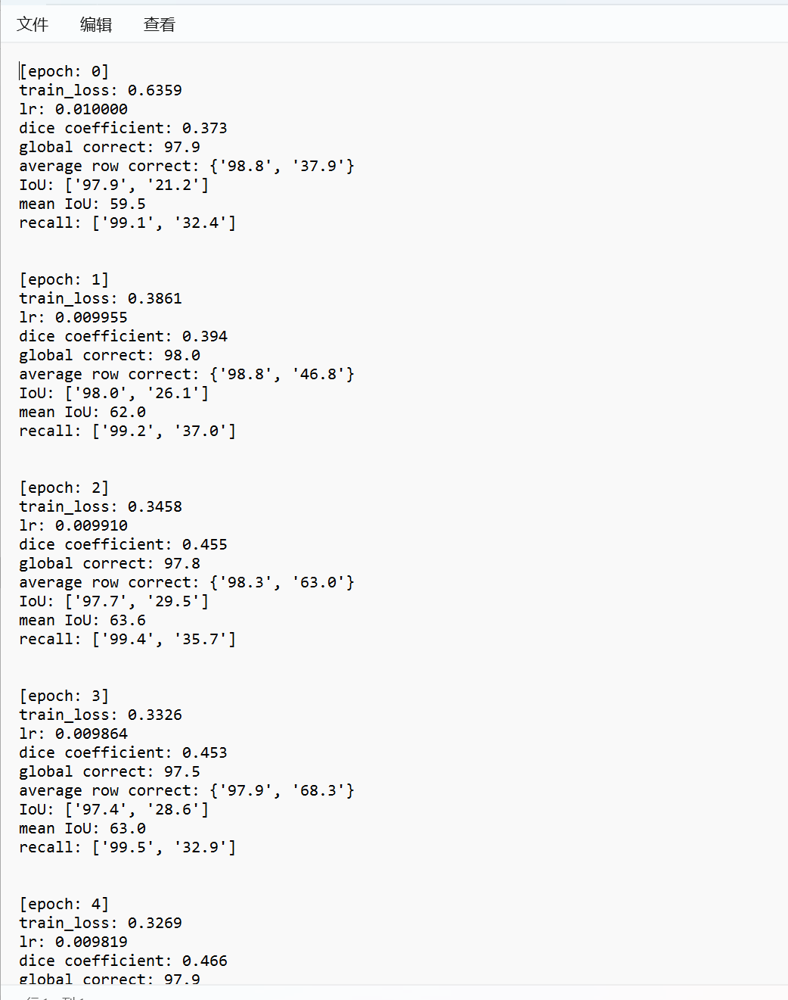 文件 编辑 查看
[epoch: 0]
train_loss: 0.6359
lr: 0.010000
dice coefficient: 0.373
global correct: 97.9
average row correct: {'98.8', '37.9'}
IoU: ['97.9', '21.2']
mean IoU: 59.5
recall: ['99.1', '32.4']
[epoch: 1]
train_loss: 0.3861
lr: 0.009955
dice coefficient: 0.394
global correct: 98.0
average row correct: {'98.8', '46.8'}
IoU: ['98.0', '26.1']
mean IoU: 62.0
recall: ['99.2', '37.0']
[epoch: 2]
train_loss: 0.3458
lr: 0.009910
dice coefficient: 0.455
global correct: 97.8
average row correct: {'98.3', '63.0'}
IoU: ['97.7', '29.5']
mean IoU: 63.6
recall: ['99.4', '35.7']
[epoch: 3]
train_loss: 0.3326
lr: 0.009864
dice coefficient: 0.453
global correct: 97.5
average row correct: {'97.9', '68.3'}
IoU: ['97.4', '28.6']
mean IoU: 63.0
recall: ['99.5', '32.9']
[epoch: 4]
train_loss: 0.3269
lr: 0.009819
dice coefficient: 0.466
global correct: 97.9